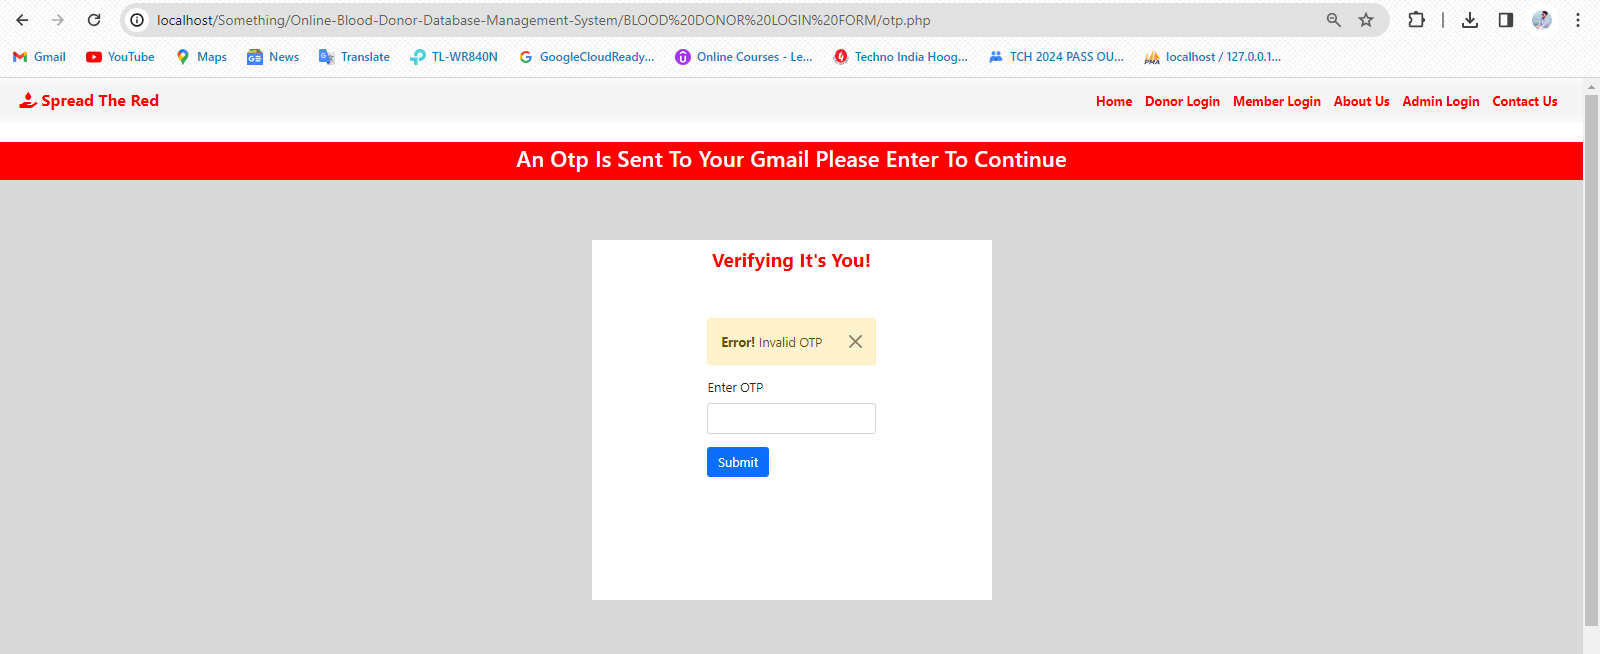 localhost/Something/Online-Blood-Donor-Database-Management-System/BLOOD%20DONOR%20LOGIN%20FORM/otp.php
Gmail YouTube Maps News Translate TL-WR840N GoogleCloudReady... Online Courses - Le... Techno India Hoog... TCH 2024 PASS OU... localhost / 127.0.0.1...
Spread The Red Home Donor Login Member Login About Us Admin Login Contact Us
An Otp Is Sent To Your Gmail Please Enter To Continue
Verifying It's You!
Error! Invalid OTP
Enter OTP
Submit